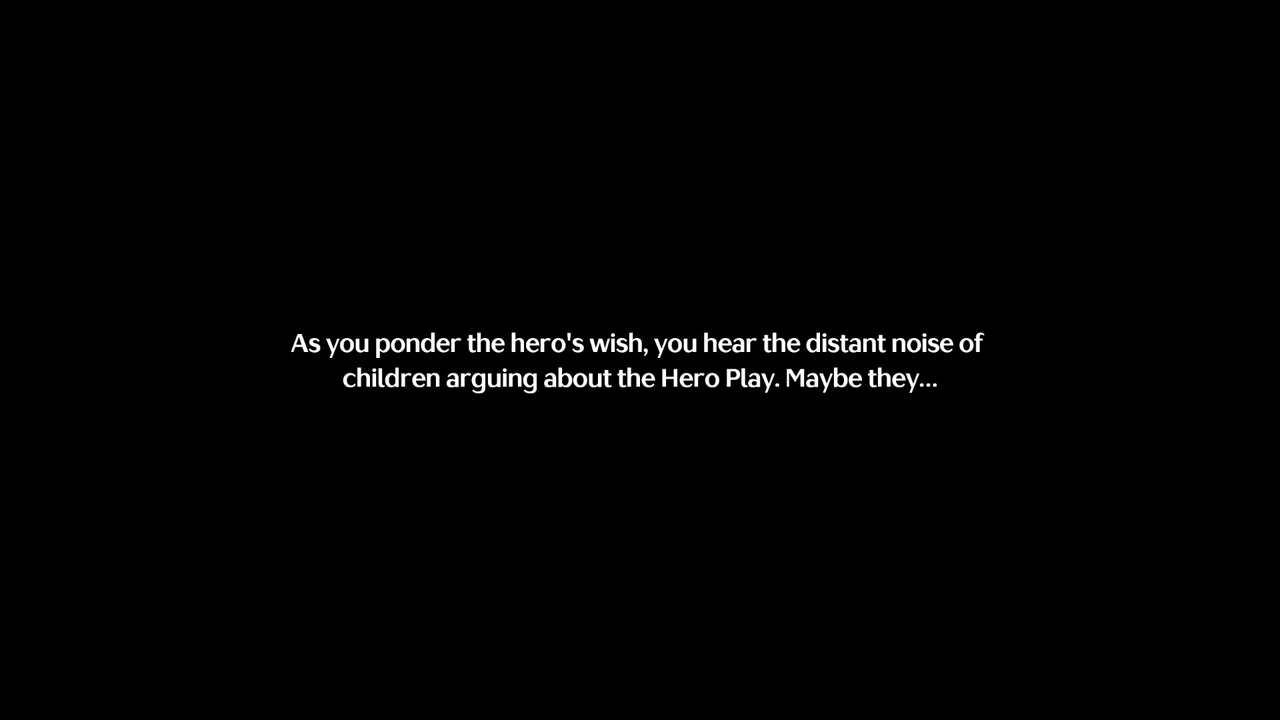 As you ponder the hero's wish, you hear the distant noise of
children arguing about the Hero Play. Maybe they...